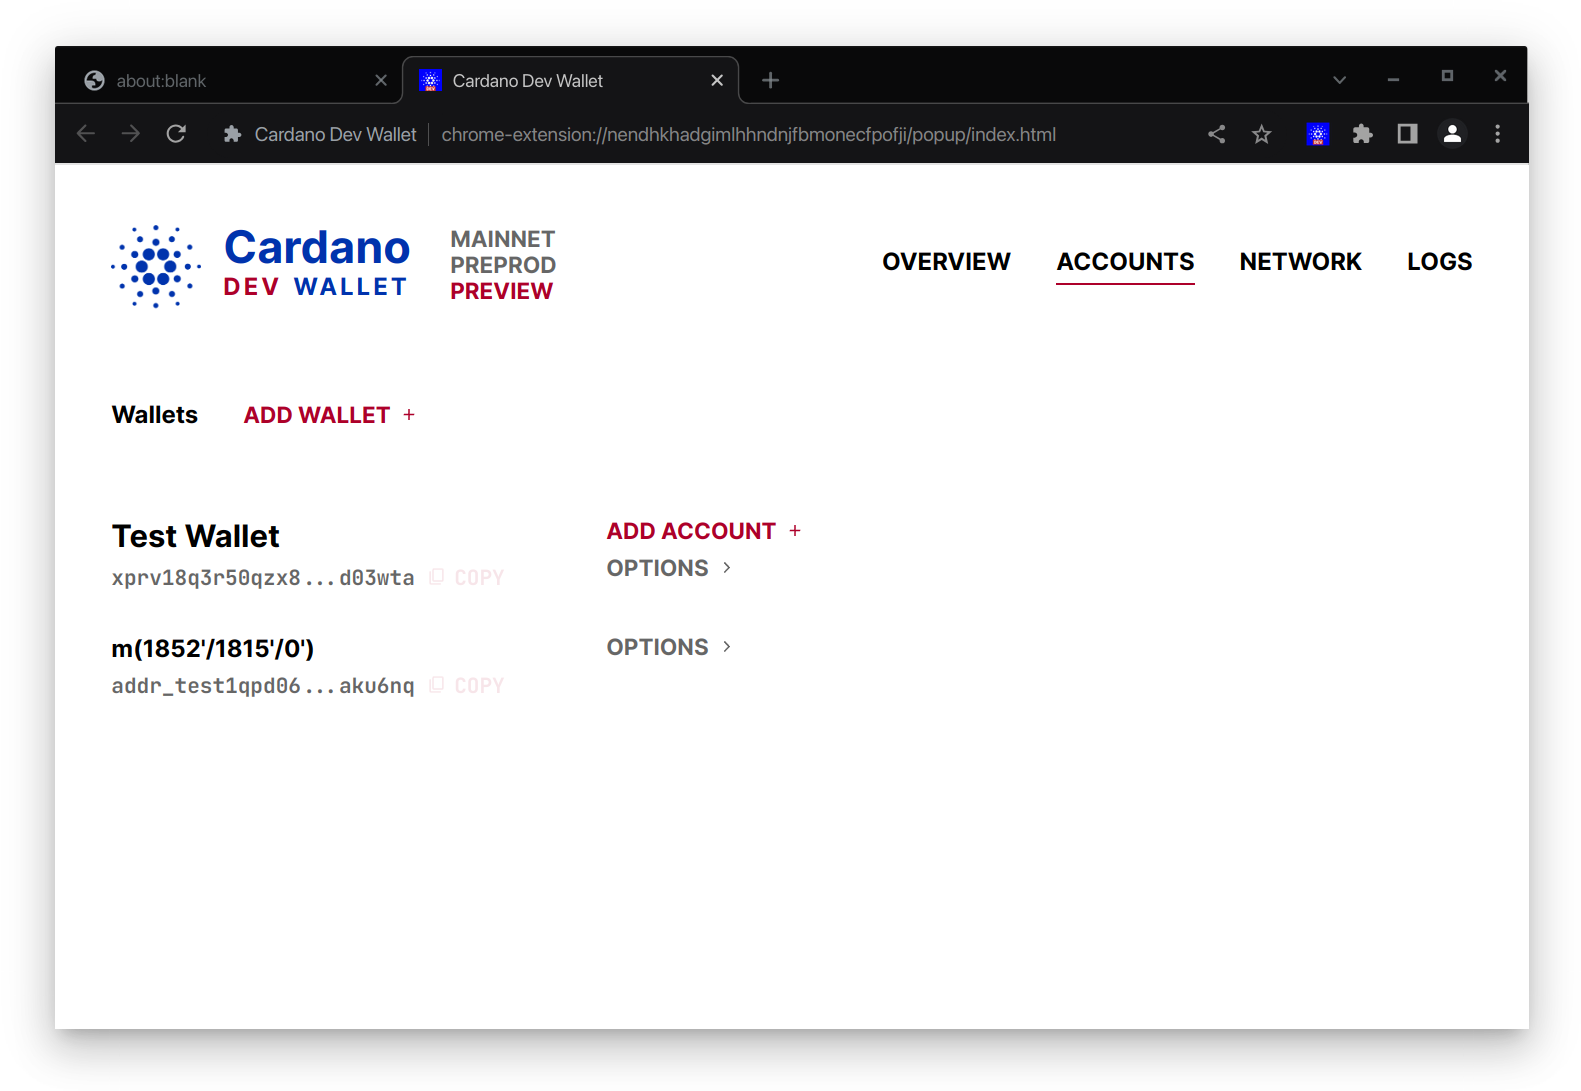 about:blank
Cardano Dev Wallet
Cardano Dev Wallet
chrome-extension://nendhkhadgimlhhndnjfbmonecfpofji/popup/index.html
Cardano
DEV WALLET
MAINNET
PREPROD
PREVIEW
OVERVIEW
ACCOUNTS
NETWORK
LOGS
Wallets
ADD WALLET +
Test Wallet
ADD ACCOUNT +
xprv18q3r50qzx8...d03wta
COPY
OPTIONS >
m(1852'/1815'/0')
OPTIONS >
addr_test1qpd06...aku6nq
COPY